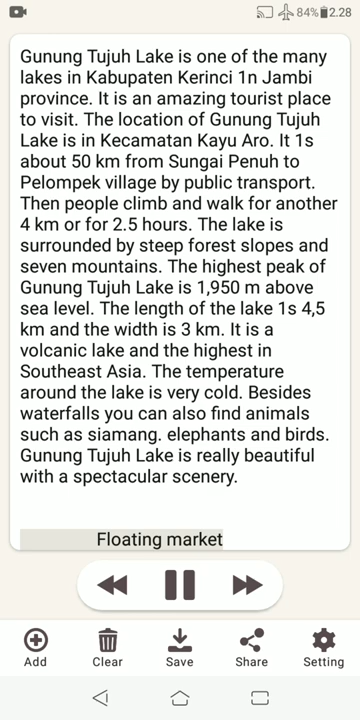 84% 2.28
Gunung Tujuh Lake is one of the many
lakes in Kabupaten Kerinci 1n Jambi
province. It is an amazing tourist place
to visit. The location of Gunung Tujuh
Lake is in Kecamatan Kayu Aro. It 1s
about 50 km from Sungai Penuh to
Pelompek village by public transport.
Then people climb and walk for another
4 km or for 2.5 hours. The lake is
surrounded by steep forest slopes and
seven mountains. The highest peak of
Gunung Tujuh Lake is 1,950 m above
sea level. The length of the lake 1s 4,5
km and the width is 3 km. It is a
volcanic lake and the highest in
Southeast Asia. The temperature
around the lake is very cold. Besides
waterfalls you can also find animals
such as siamang. elephants and birds.
Gunung Tujuh Lake is really beautiful
with a spectacular scenery.
Floating market
Add Clear Save Share Setting